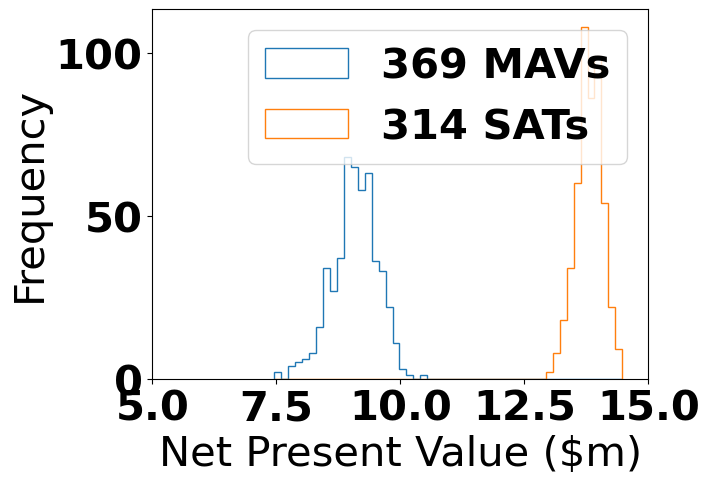 369 MAVs
314 SATs
Frequency
100
50
0
5.0 7.5 10.0 12.5 15.0
Net Present Value ($m)